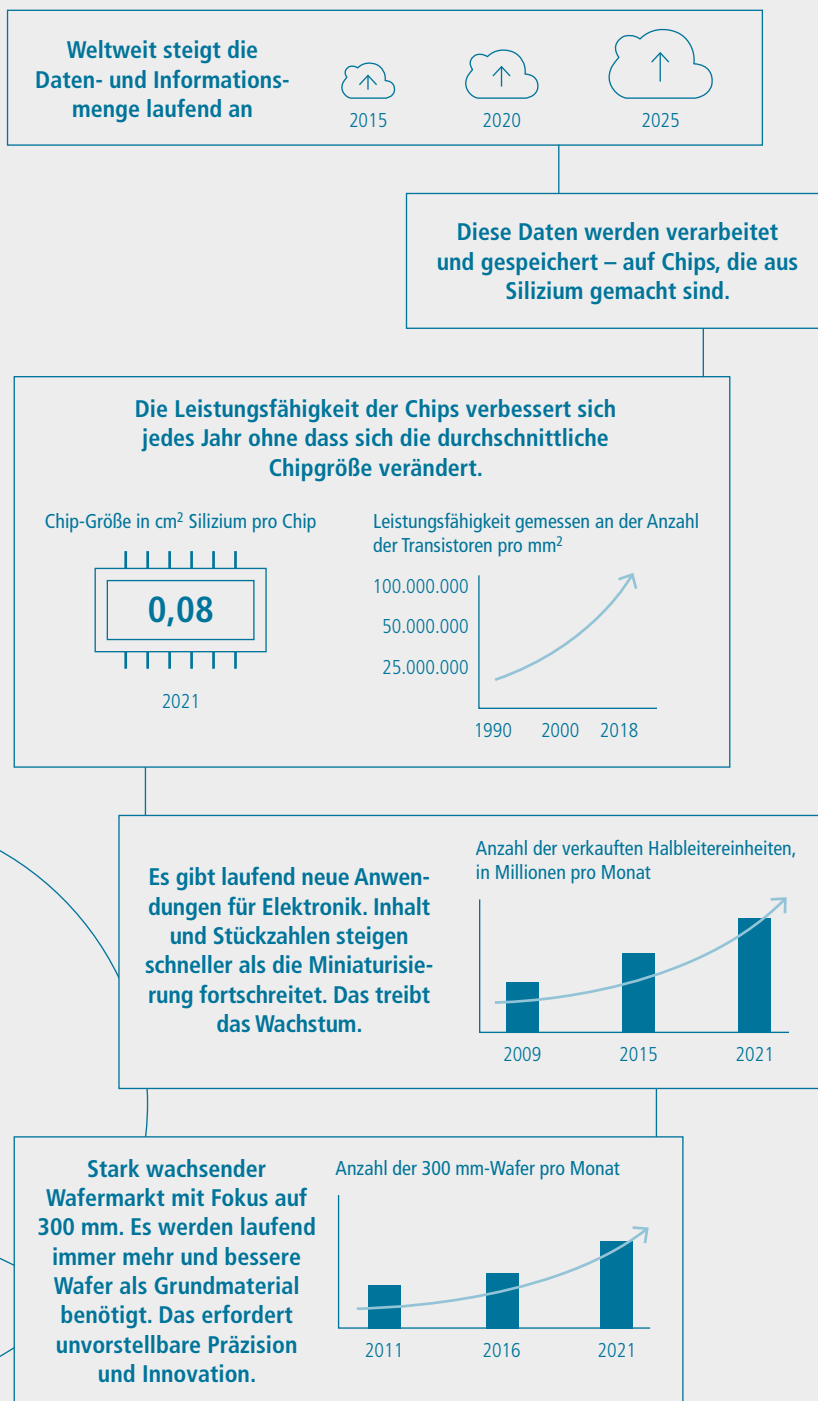 Weltweit steigt die
Daten- und Informations-
menge laufend an
2015
2020
2025
Diese Daten werden verarbeitet
und gespeichert – auf Chips, die aus
Silizium gemacht sind.
Die Leistungsfähigkeit der Chips verbessert sich
jedes Jahr ohne dass sich die durchschnittliche
Chipgröße verändert.
Chip-Größe in cm² Silizium pro Chip
0,08
2021
Leistungsfähigkeit gemessen an der Anzahl
der Transistoren pro mm²
100.000.000
50.000.000
25.000.000
1990
2000
2018
Es gibt laufend neue Anwen-
dungen für Elektronik. Inhalt
und Stückzahlen steigen
schneller als die Miniaturisie-
rung fortschreitet. Das treibt
das Wachstum.
Anzahl der verkauften Halbleitereinheiten,
in Millionen pro Monat
2009
2015
2021
Stark wachsender
Wafermarkt mit Fokus auf
300 mm. Es werden laufend
immer mehr und bessere
Wafer als Grundmaterial
benötigt. Das erfordert
unvorstellbare Präzision
und Innovation.
Anzahl der 300 mm-Wafer pro Monat
2011
2016
2021